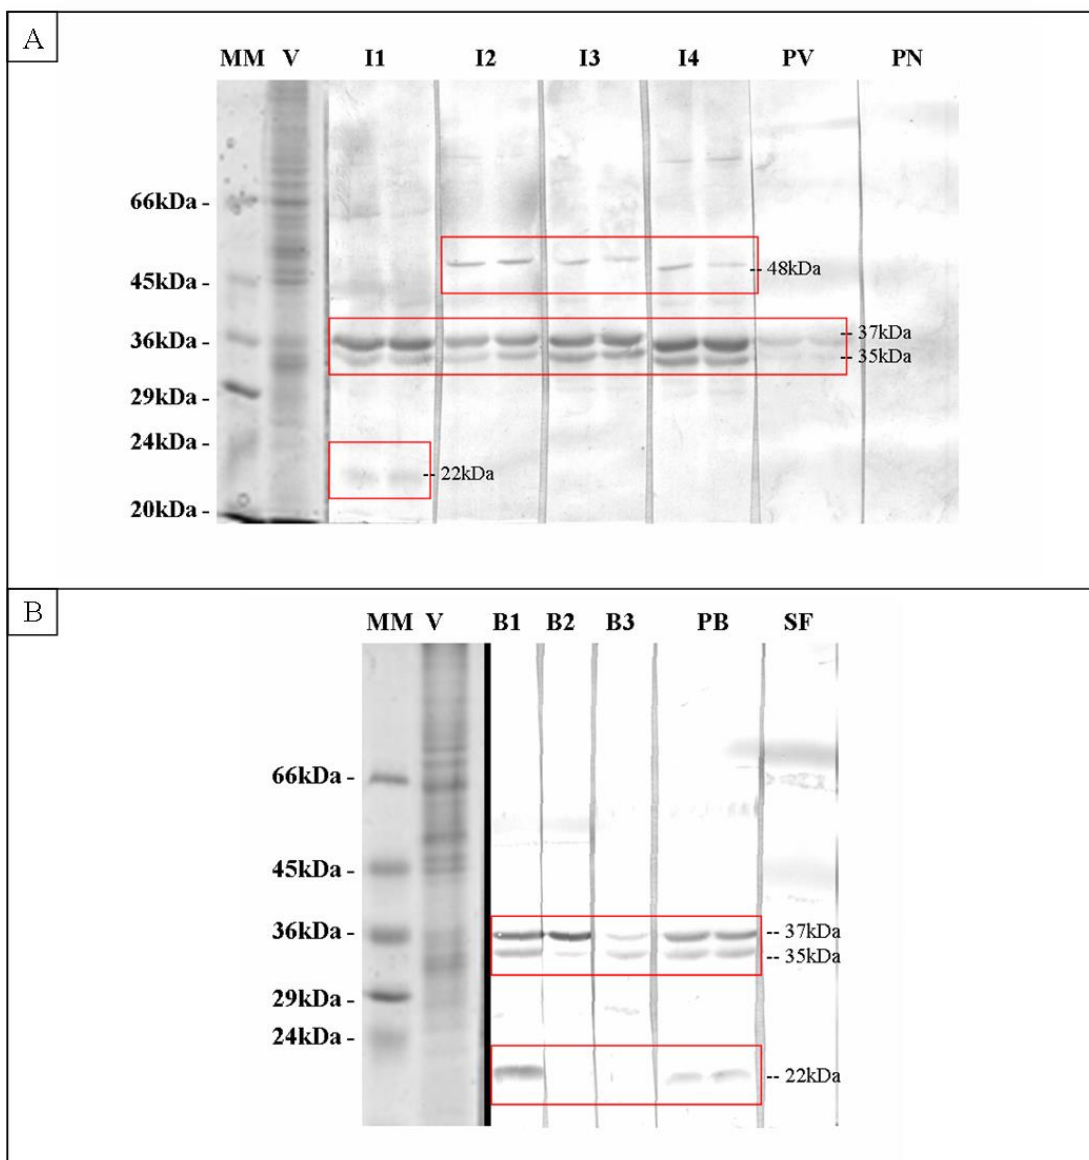 A
MM V I1 I2 I3 I4 PV PN
66kDa -
45kDa -
-- 48kDa
36kDa -
-- 37kDa
-- 35kDa
29kDa -
24kDa -
-- 22kDa
20kDa -
B
MM V B1 B2 B3 PB SF
66kDa -
45kDa -
36kDa -
-- 37kDa
-- 35kDa
29kDa -
24kDa -
-- 22kDa